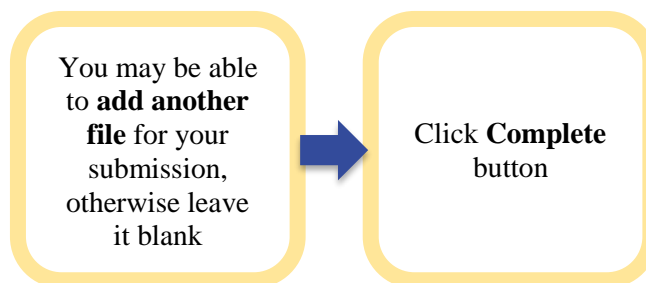 You may be able
to add another
file for your
submission,
otherwise leave
it blank
Click Complete
button